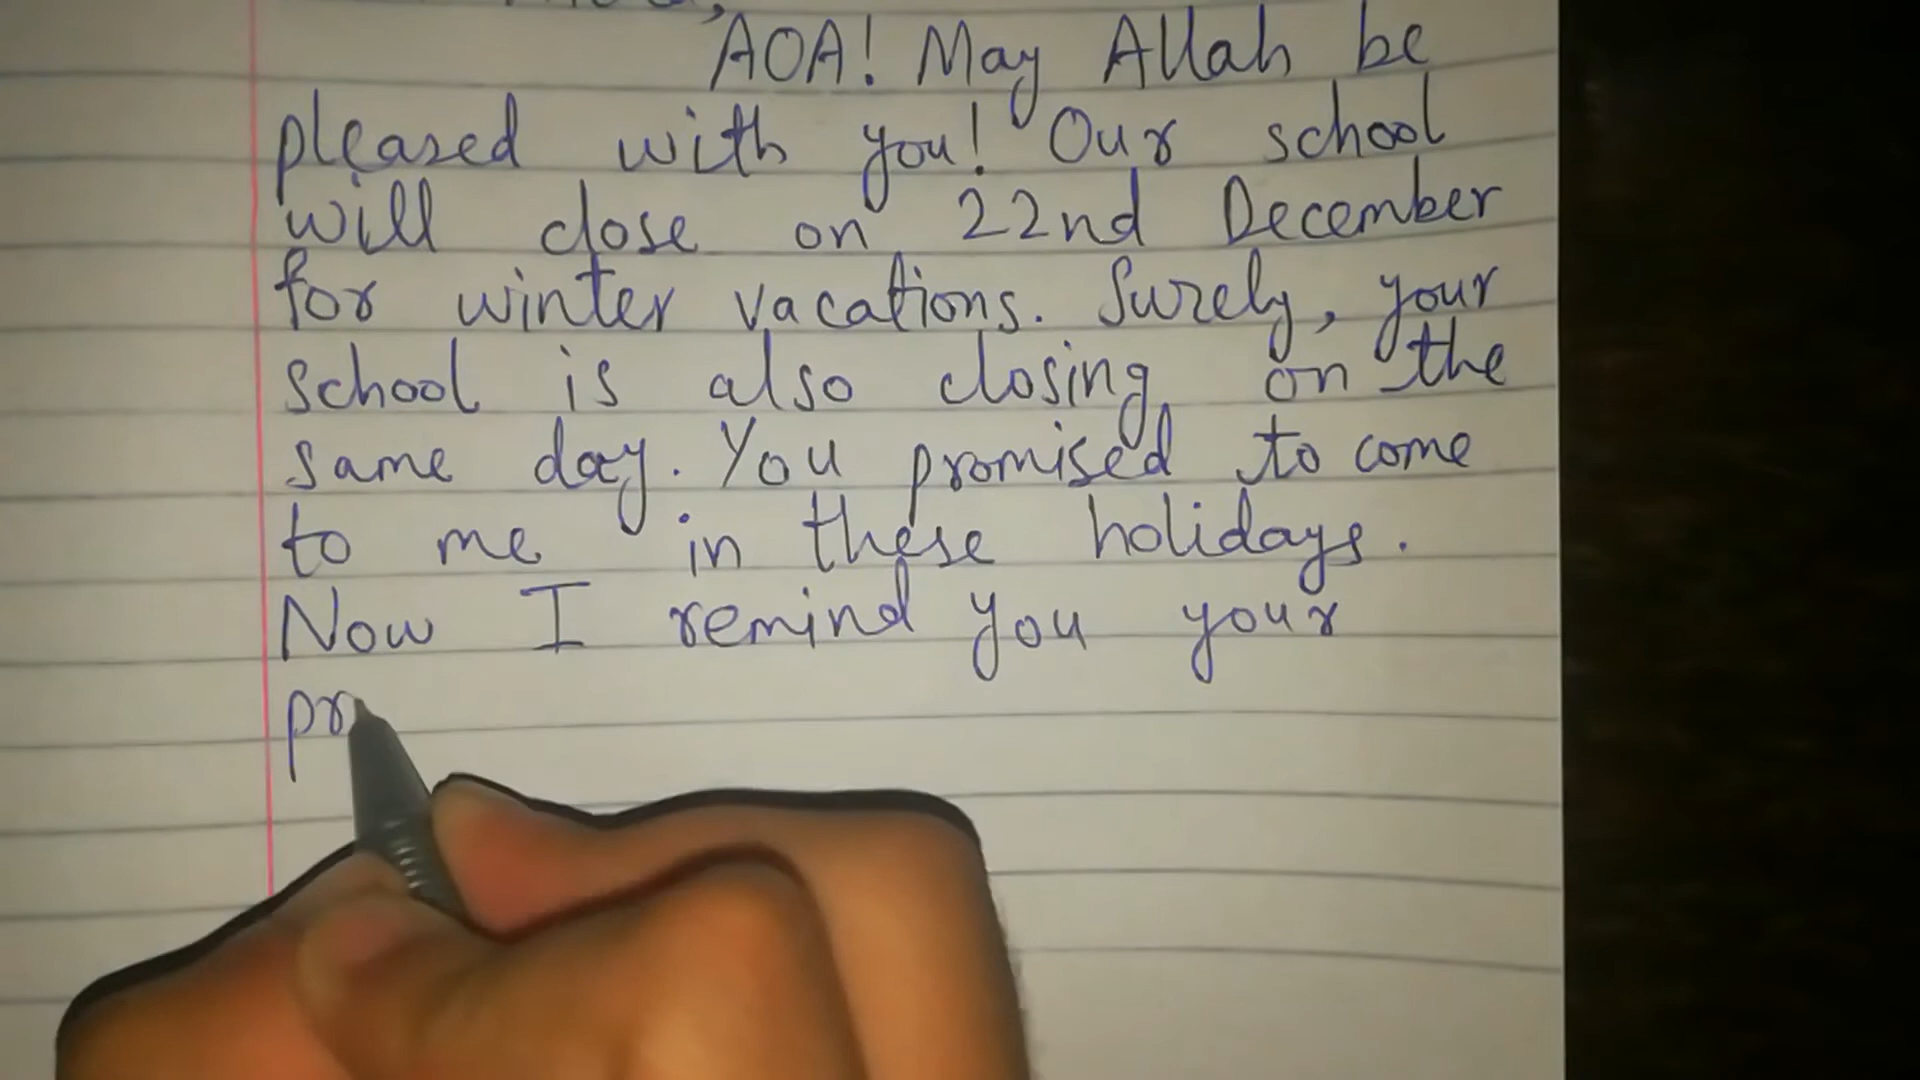 AOA! May Allah be
pleased with you! Our school
will close on 22nd December
for winter vacations. Surely, your
school is also closing on the
same day. You promised to come
to me in these holidays.
Now I remind you your
pr